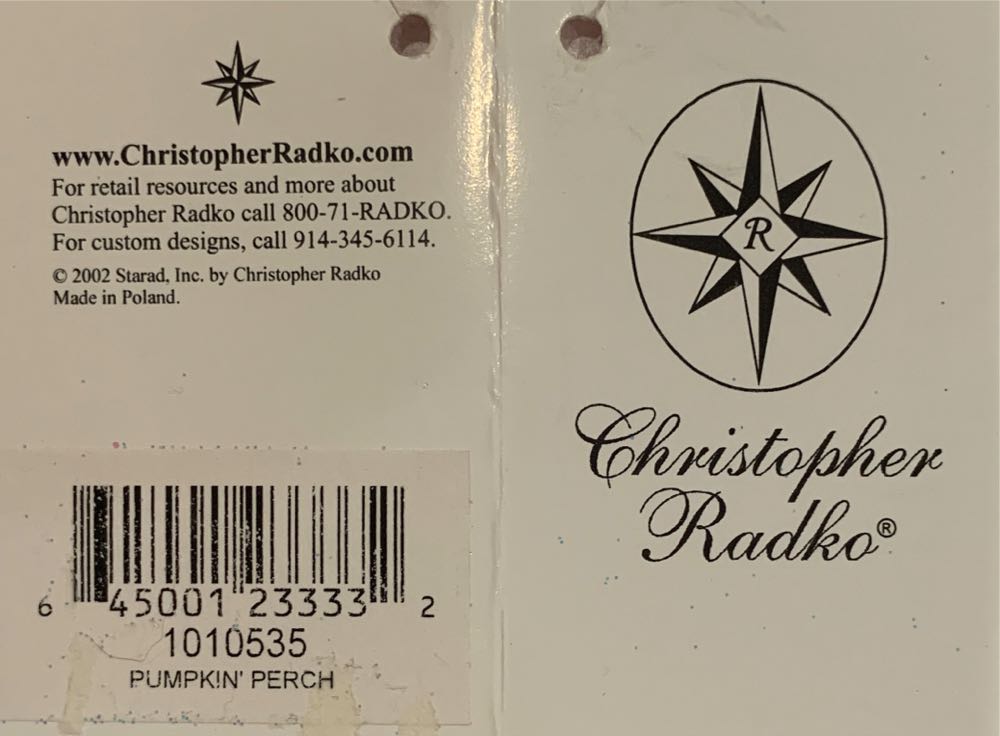 www.ChristopherRadko.com
For retail resources and more about
Christopher Radko call 800-71-RADKO.
For custom designs, call 914-345-6114.
© 2002 Starad, Inc. by Christopher Radko
Made in Poland.
6 45001 23333 2
1010535
PUMPKIN' PERCH
R
Christopher
Radko®